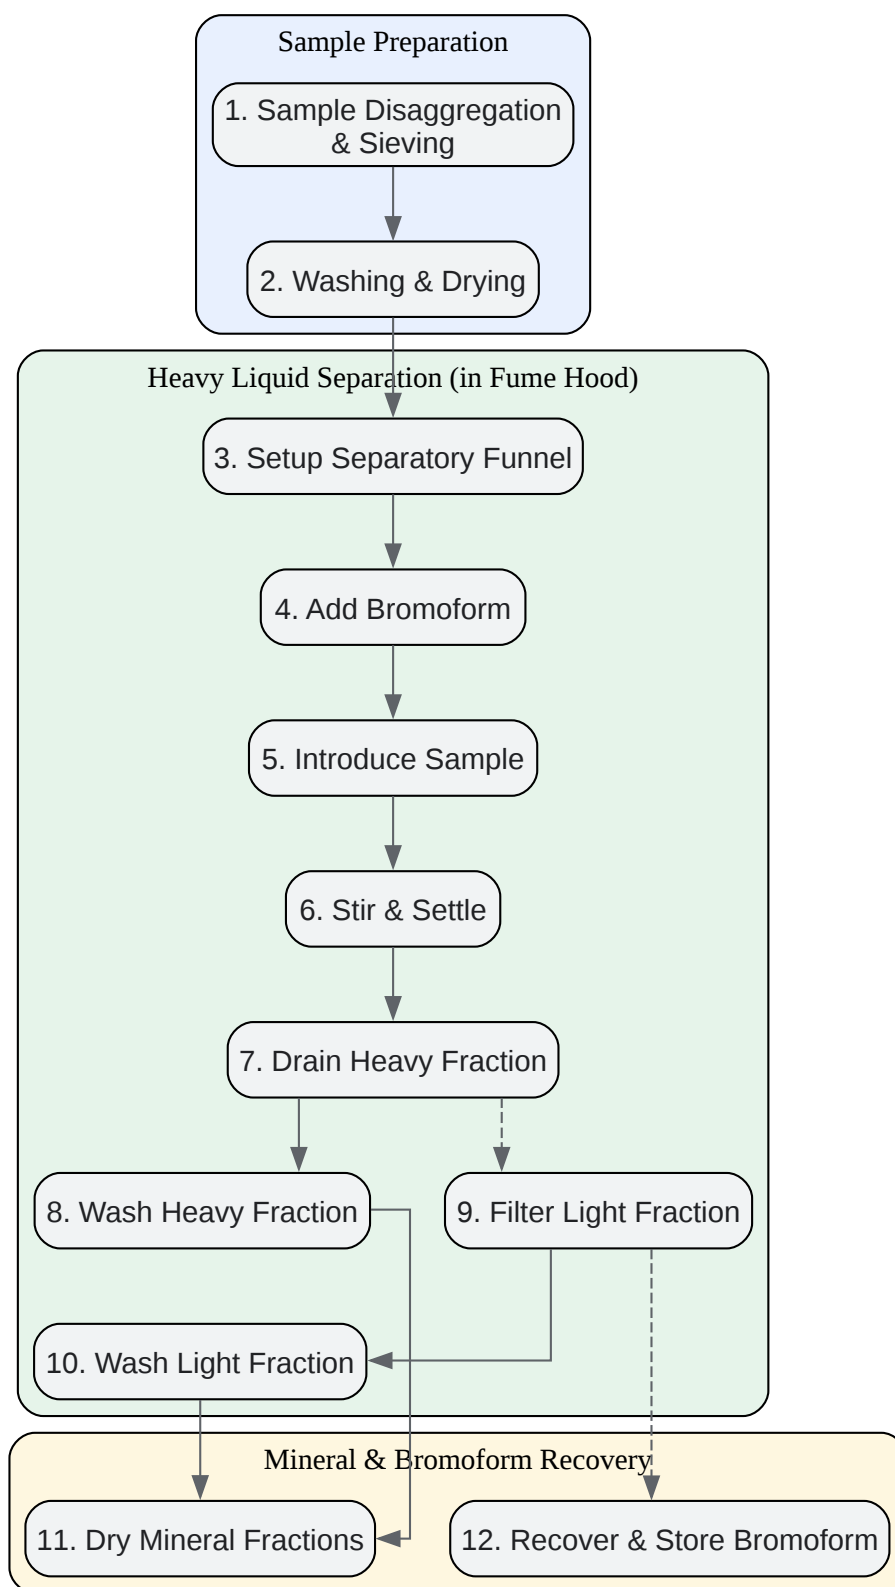 Sample Preparation
1. Sample Disaggregation
& Sieving
2. Washing & Drying
Heavy Liquid Separation (in Fume Hood)
3. Setup Separatory Funnel
4. Add Bromoform
5. Introduce Sample
6. Stir & Settle
7. Drain Heavy Fraction
8. Wash Heavy Fraction
9. Filter Light Fraction
10. Wash Light Fraction
Mineral & Bromoform Recovery
11. Dry Mineral Fractions
12. Recover & Store Bromoform